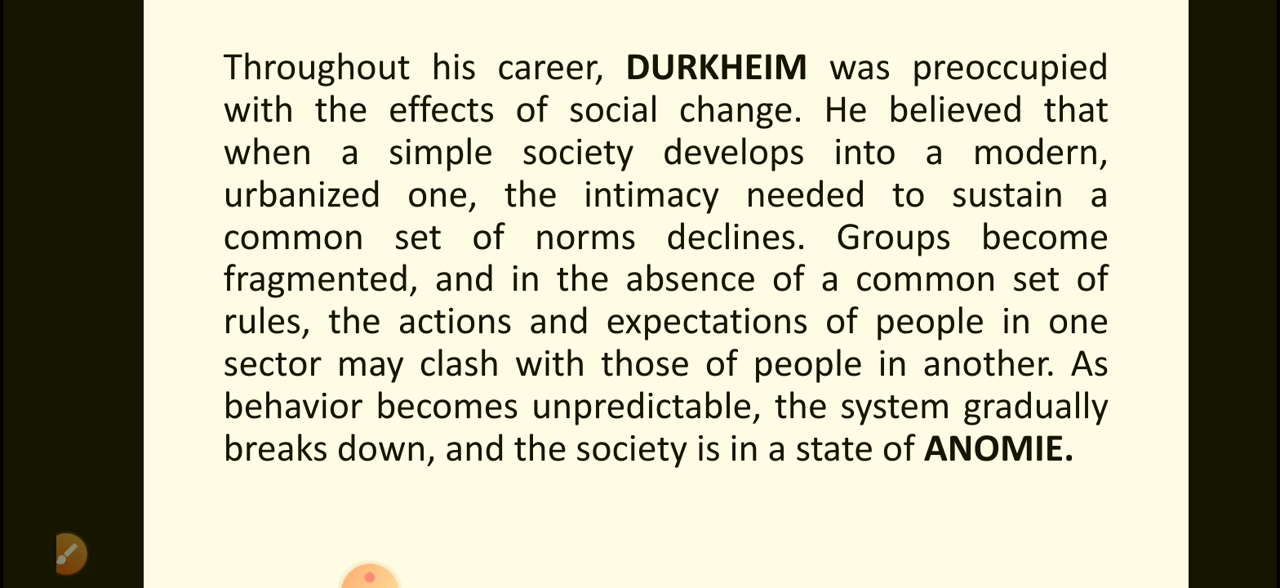 Throughout his career, DURKHEIM was preoccupied
with the effects of social change. He believed that
when a simple society develops into a modern,
urbanized one, the intimacy needed to sustain a
common set of norms declines. Groups become
fragmented, and in the absence of a common set of
rules, the actions and expectations of people in one
sector may clash with those of people in another. As
behavior becomes unpredictable, the system gradually
breaks down, and the society is in a state of ANOMIE.